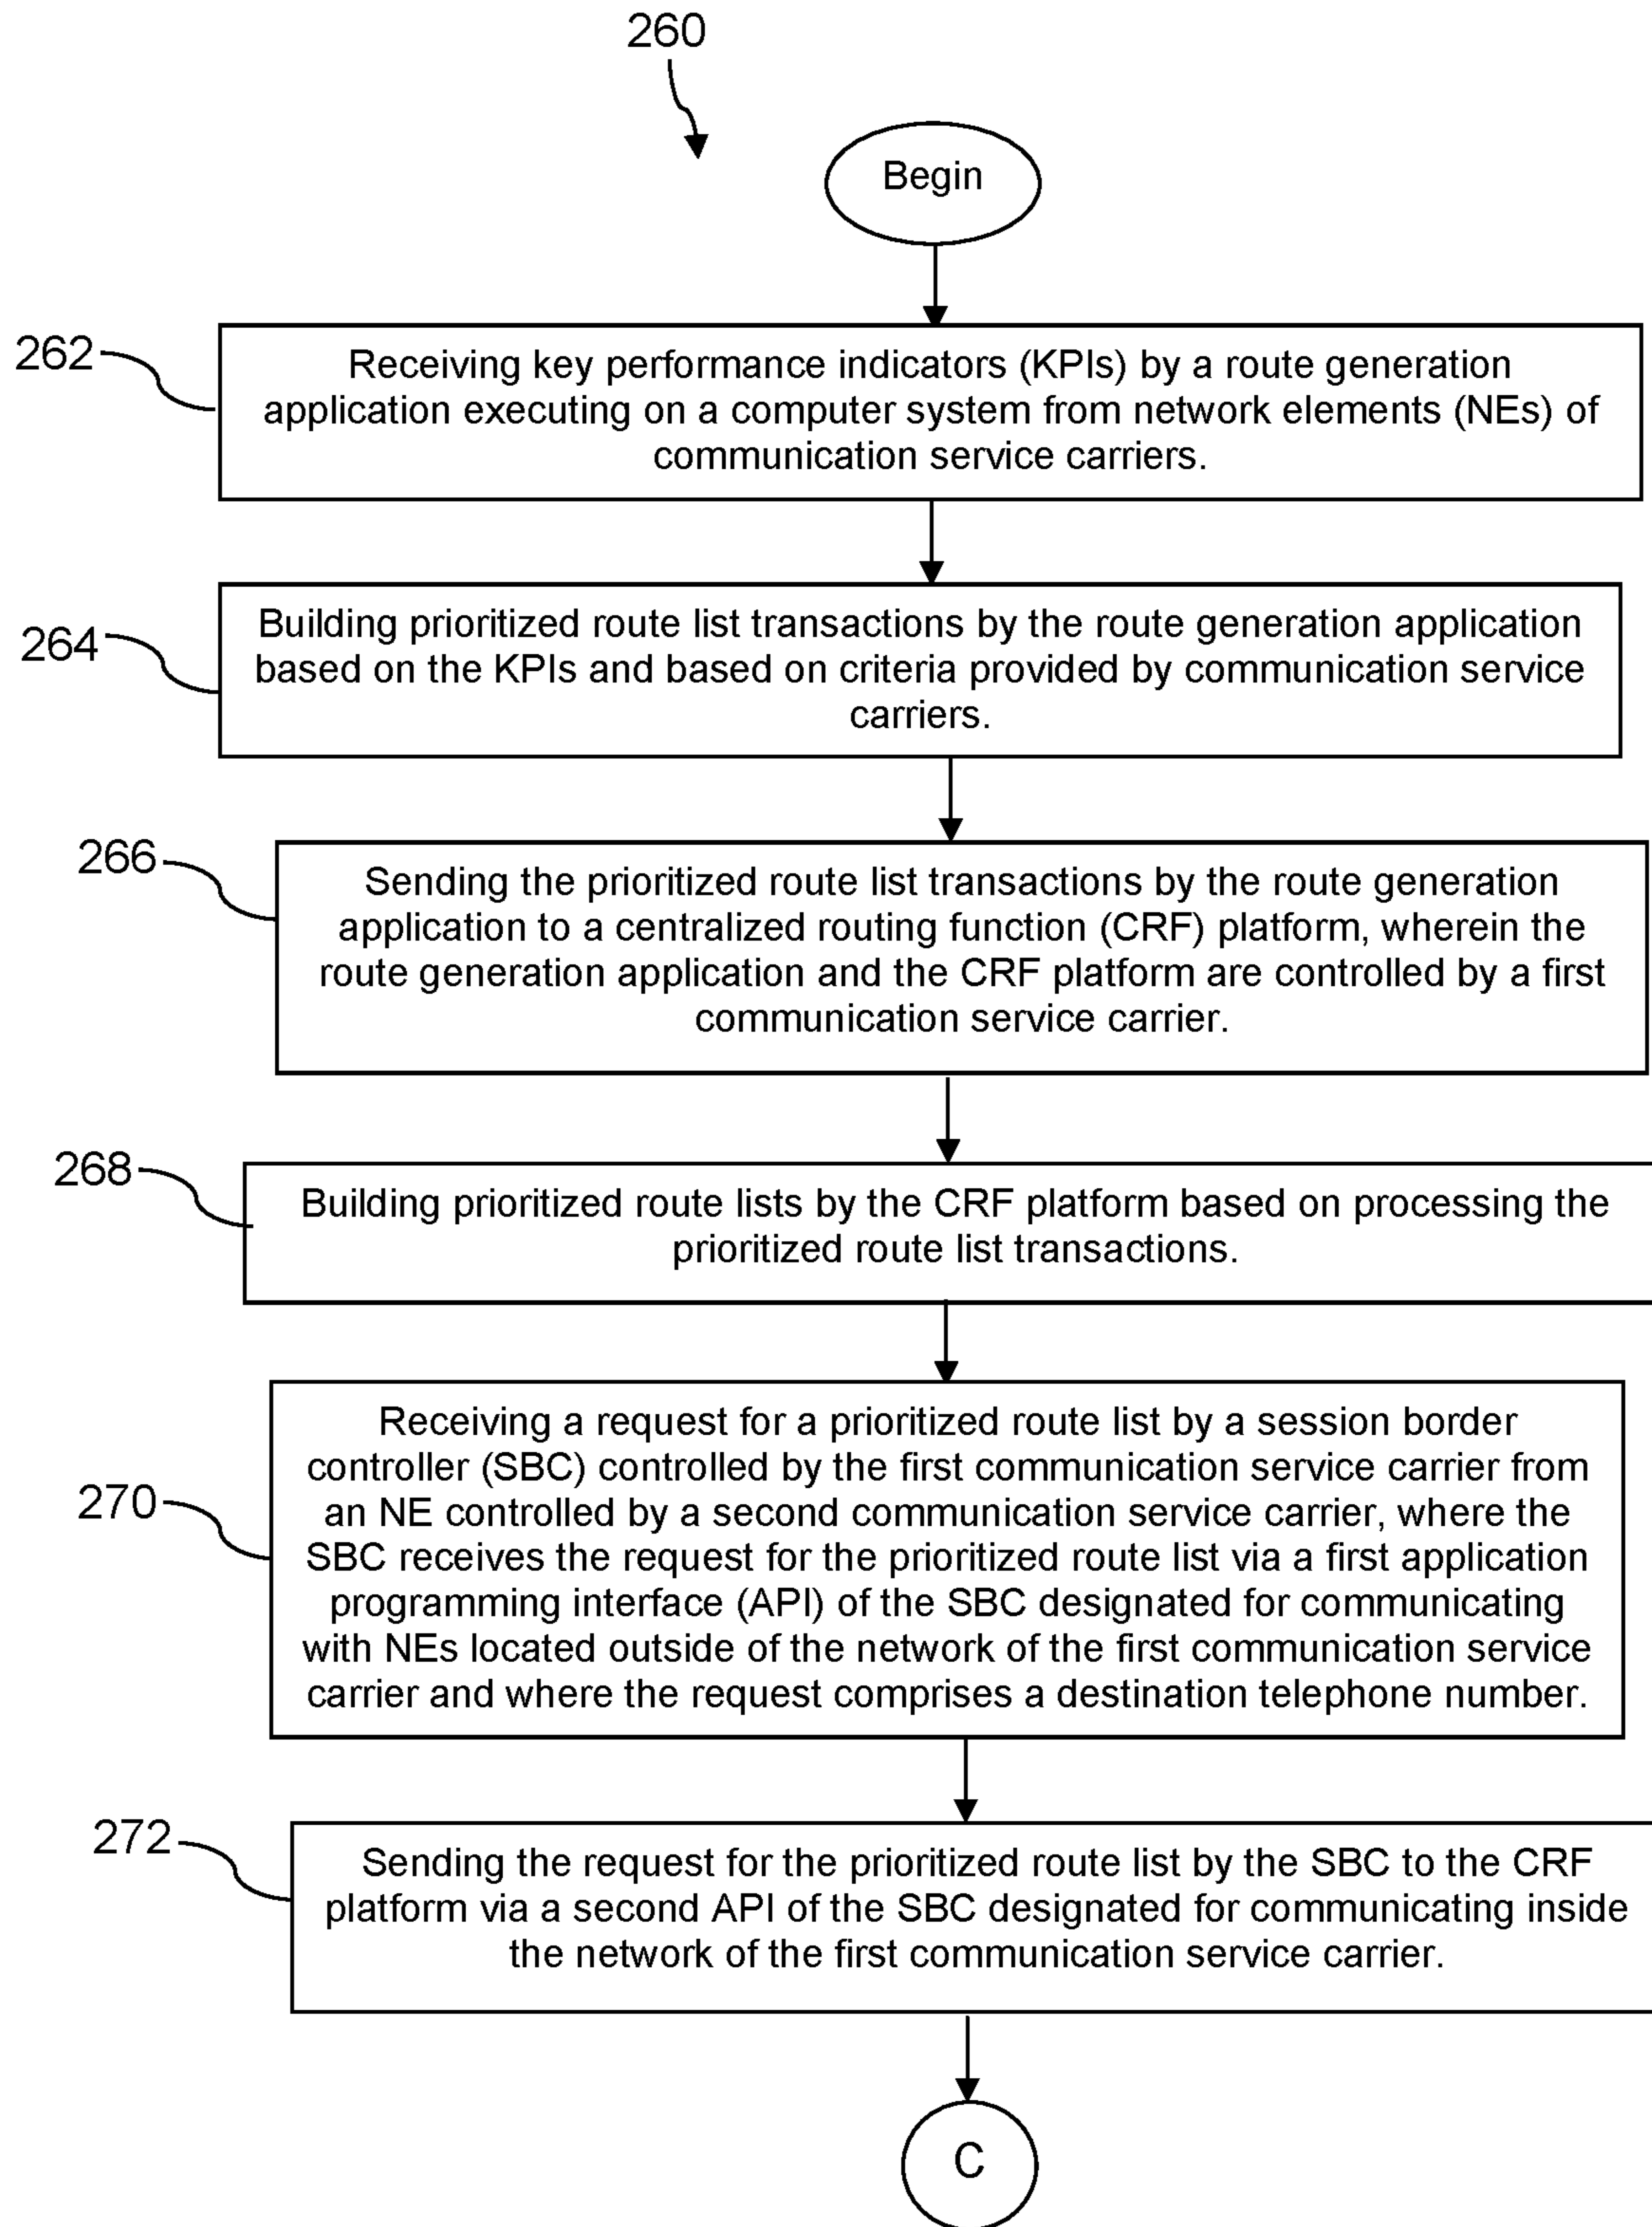 260
Begin
262
Receiving key performance indicators (KPIs) by a route generation
application executing on a computer system from network elements (NEs) of
communication service carriers.
264
Building prioritized route list transactions by the route generation application
based on the KPIs and based on criteria provided by communication service
carriers.
266
Sending the prioritized route list transactions by the route generation
application to a centralized routing function (CRF) platform, wherein the
route generation application and the CRF platform are controlled by a first
communication service carrier.
268
Building prioritized route lists by the CRF platform based on processing the
prioritized route list transactions.
270
Receiving a request for a prioritized route list by a session border
controller (SBC) controlled by the first communication service carrier from
an NE controlled by a second communication service carrier, where the
SBC receives the request for the prioritized route list via a first application
programming interface (API) of the SBC designated for communicating
with NEs located outside of the network of the first communication service
carrier and where the request comprises a destination telephone number.
272
Sending the request for the prioritized route list by the SBC to the CRF
platform via a second API of the SBC designated for communicating inside
the network of the first communication service carrier.
C